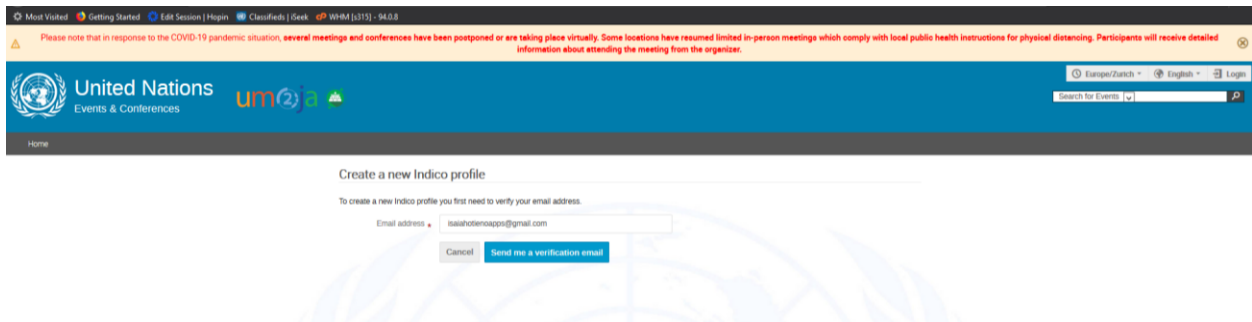 Most Visited Getting Started Edit Session | Hopin Classifieds | iSeek WHM [s315] - 94.0.8
Please note that in response to the COVID-19 pandemic situation, several meetings and conferences have been postponed or are taking place virtually. Some locations have resumed limited in-person meetings which comply with local public health instructions for physical distancing. Participants will receive detailed
information about attending the meeting from the organizer.
Europe/Zurich English Login
United Nations
Events & Conferences
um2ja
Search for Events
Home
Create a new Indico profile
To create a new Indico profile you first need to verify your email address.
Email address * isaiahotienoapps@gmail.com
Cancel Send me a verification email